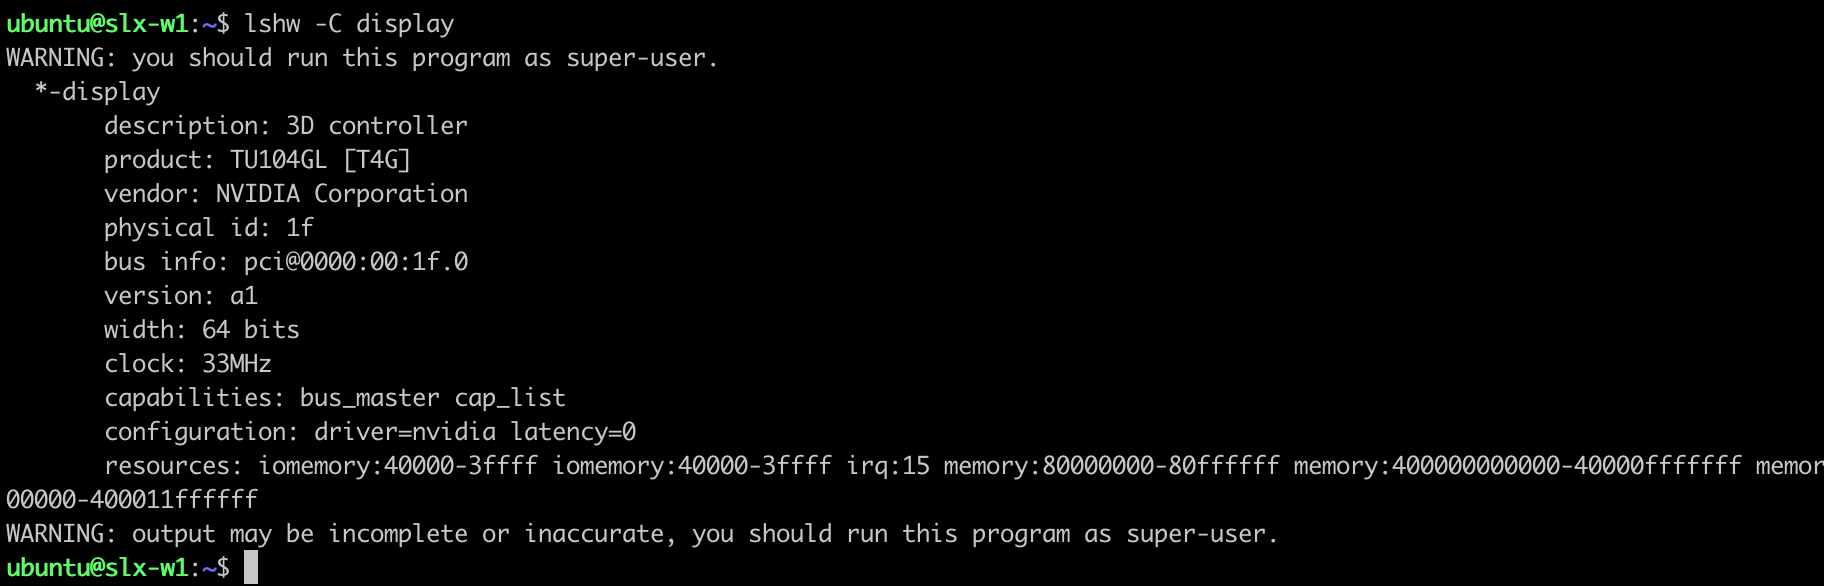 ubuntu@slx-w1:~$ lshw -C display
WARNING: you should run this program as super-user.
  *-display
       description: 3D controller
       product: TU104GL [T4G]
       vendor: NVIDIA Corporation
       physical id: 1f
       bus info: pci@0000:00:1f.0
       version: a1
       width: 64 bits
       clock: 33MHz
       capabilities: bus_master cap_list
       configuration: driver=nvidia latency=0
       resources: iomemory:40000-3ffff iomemory:40000-3ffff irq:15 memory:80000000-80ffffff memory:400000000000-40000fffffff memor
00000-400011ffffff
WARNING: output may be incomplete or inaccurate, you should run this program as super-user.
ubuntu@slx-w1:~$